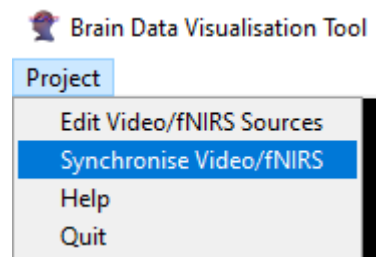 Brain Data Visualisation Tool
Project
Edit Video/fNIRS Sources
Synchronise Video/fNIRS
Help
Quit